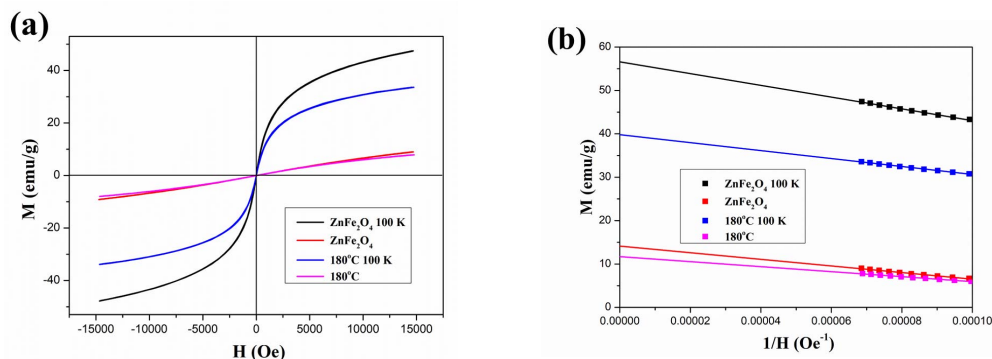 (a)
M (emu/g)
40
20
0
-20
-40
-15000 -10000 -5000 0 5000 10000 15000
H (Oe)
ZnFe₂O₄ 100 K
ZnFe₂O₄
180°C 100 K
180°C
(b)
M (emu/g)
60
50
40
30
20
10
0
0.00000 0.00002 0.00004 0.00006 0.00008 0.00010
1/H (Oe⁻¹)
ZnFe₂O₄ 100 K
ZnFe₂O₄
180°C 100 K
180°C